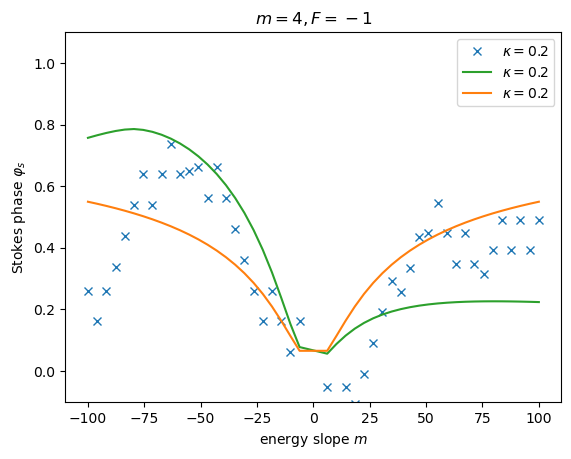 m = 4, F = −1
κ = 0.2
κ = 0.2
κ = 0.2
Stokes phase φₛ
1.0
0.8
0.6
0.4
0.2
0.0
−100 −75 −50 −25 0 25 50 75 100
energy slope m